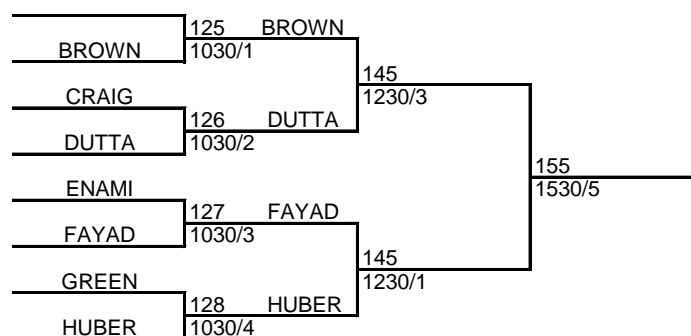 125 BROWN
BROWN 1030/1
145
CRAIG 1230/3
126 DUTTA
DUTTA 1030/2
155
ENAMI 1530/5
127 FAYAD
FAYAD 1030/3
145
GREEN 1230/1
128 HUBER
HUBER 1030/4